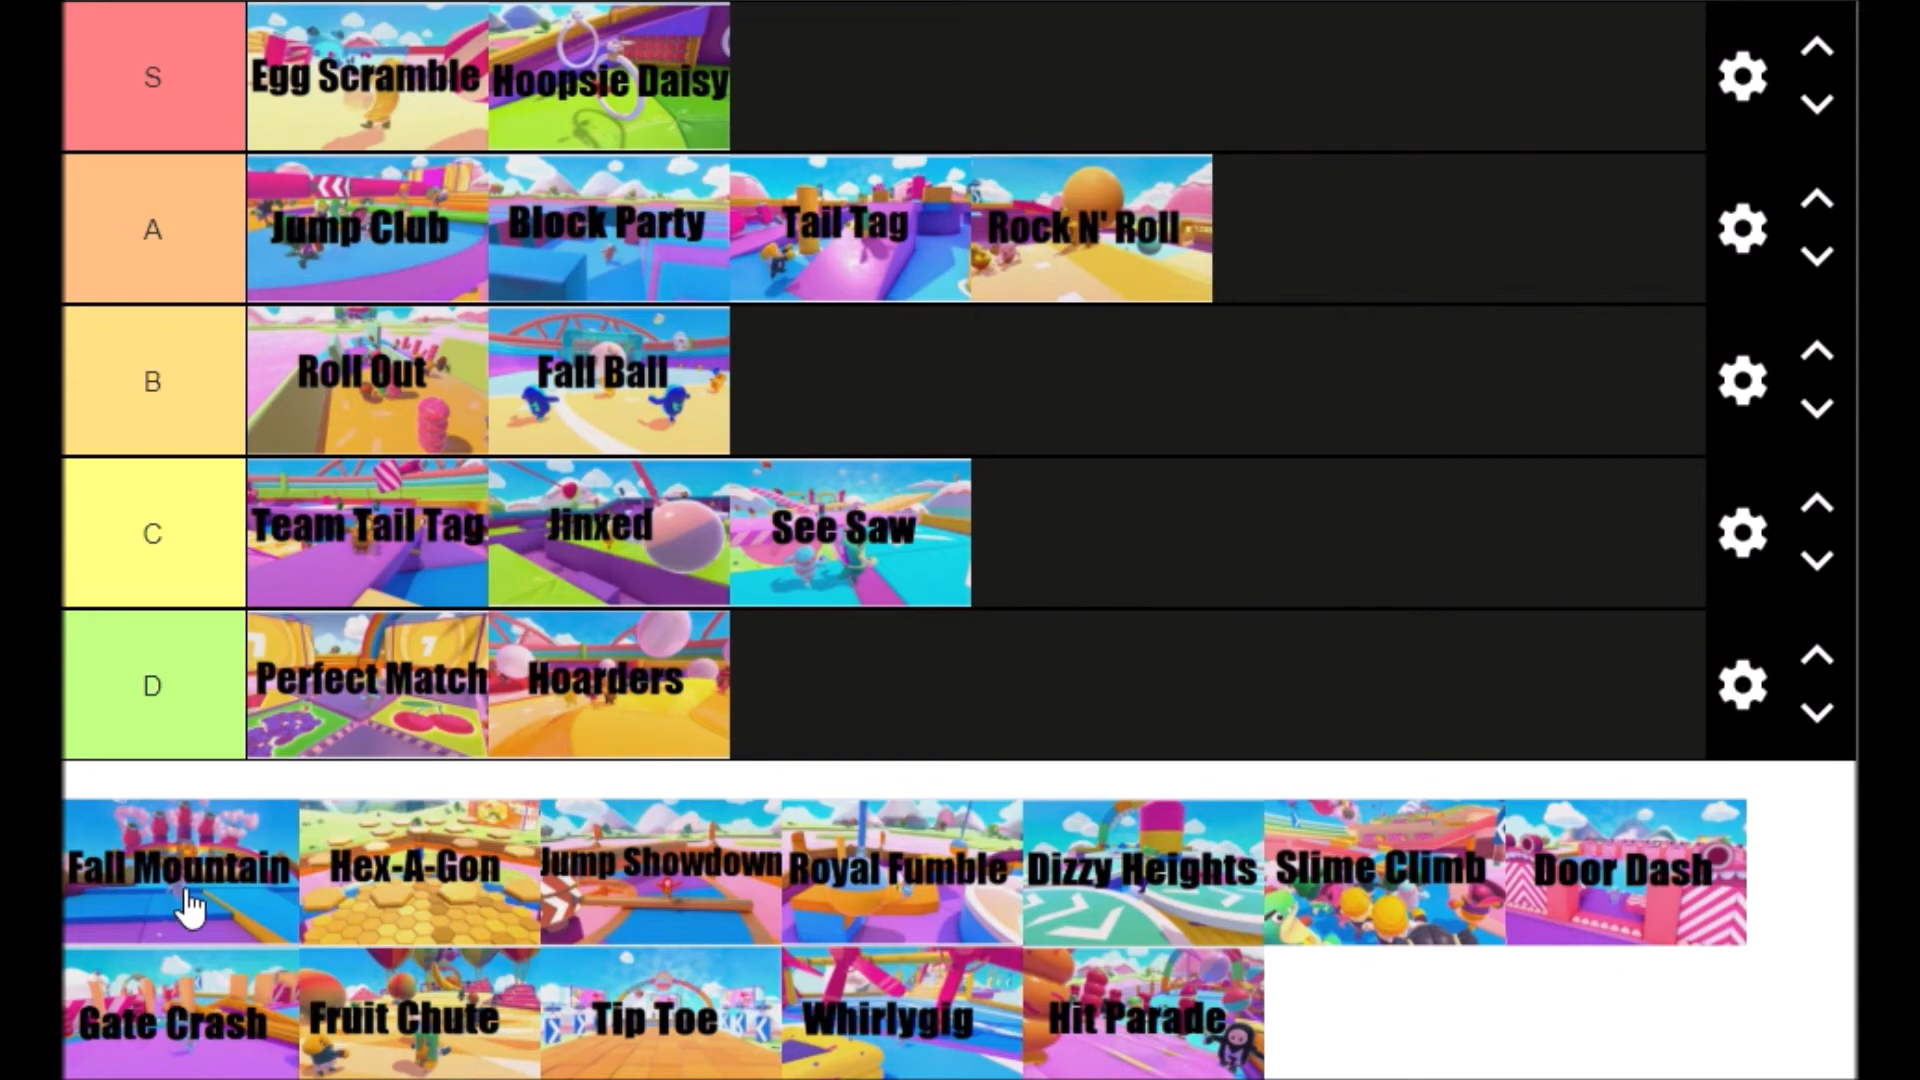 S
Egg Scramble
Hoopsie Daisy
A
Jump Club
Block Party
Tail Tag
Rock N' Roll
B
Roll Out
Fall Ball
C
Team Tail Tag
Jinxed
See Saw
D
Perfect Match
Hoarders
Fall Mountain
Hex-A-Gon
Jump Showdown
Royal Fumble
Dizzy Heights
Slime Climb
Door Dash
Gate Crash
Fruit Chute
Tip Toe
Whirlygig
Hit Parade